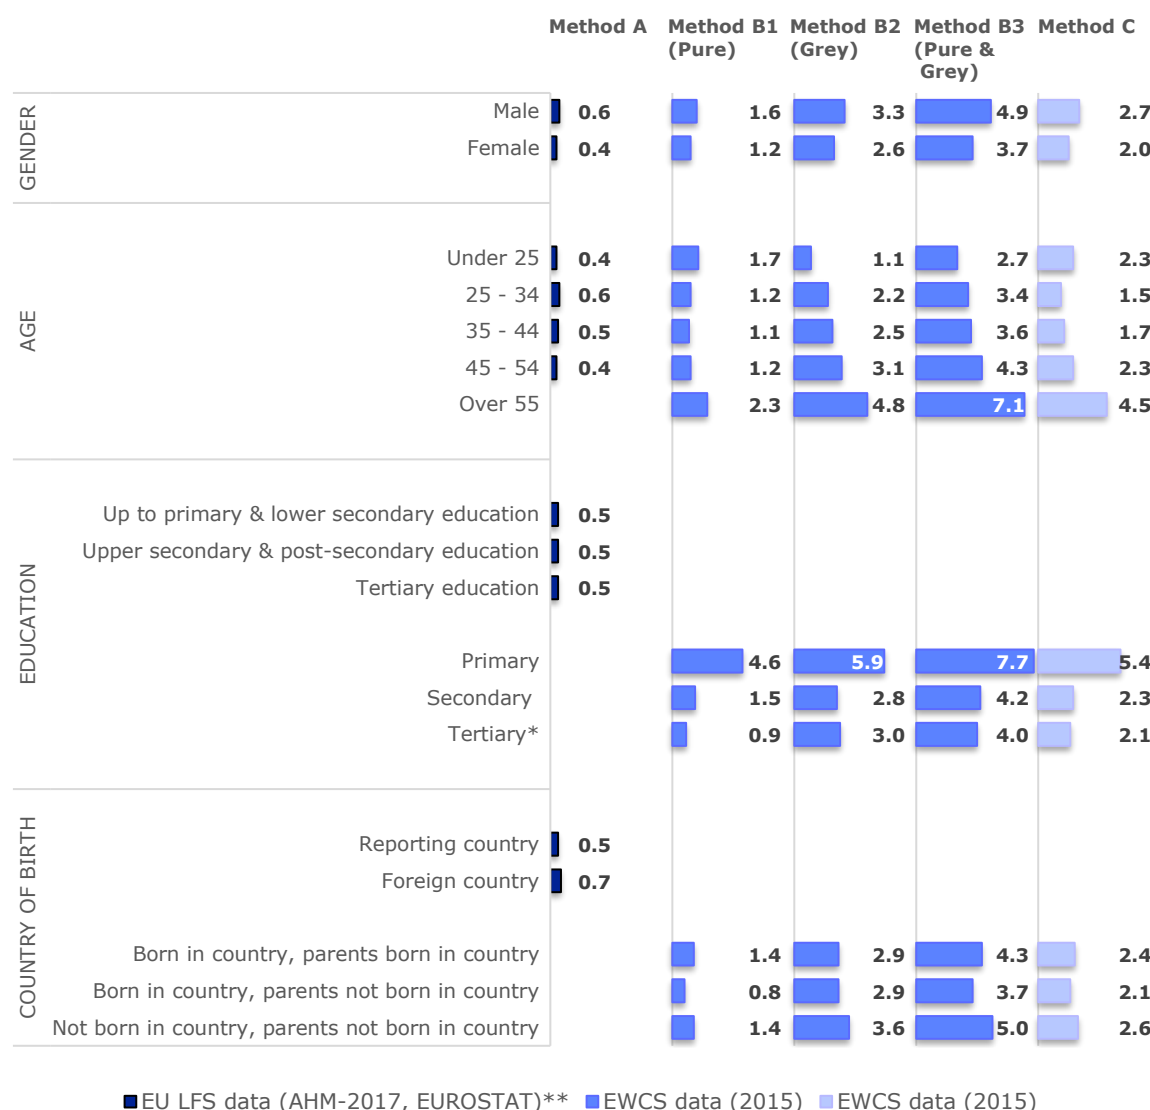 Method A Method B1 Method B2 Method B3 Method C
(Pure) (Grey) (Pure &
Grey)
GENDER
Male 0.6 1.6 3.3 4.9 2.7
Female 0.4 1.2 2.6 3.7 2.0
AGE
Under 25 0.4 1.7 1.1 2.7 2.3
25 - 34 0.6 1.2 2.2 3.4 1.5
35 - 44 0.5 1.1 2.5 3.6 1.7
45 - 54 0.4 1.2 3.1 4.3 2.3
Over 55 2.3 4.8 7.1 4.5
EDUCATION
Up to primary & lower secondary education 0.5
Upper secondary & post-secondary education 0.5
Tertiary education 0.5
Primary 4.6 5.9 7.7 5.4
Secondary 1.5 2.8 4.2 2.3
Tertiary* 0.9 3.0 4.0 2.1
COUNTRY OF BIRTH
Reporting country 0.5
Foreign country 0.7
Born in country, parents born in country 1.4 2.9 4.3 2.4
Born in country, parents not born in country 0.8 2.9 3.7 2.1
Not born in country, parents not born in country 1.4 3.6 5.0 2.6
EU LFS data (AHM-2017, EUROSTAT)** EWCS data (2015) EWCS data (2015)